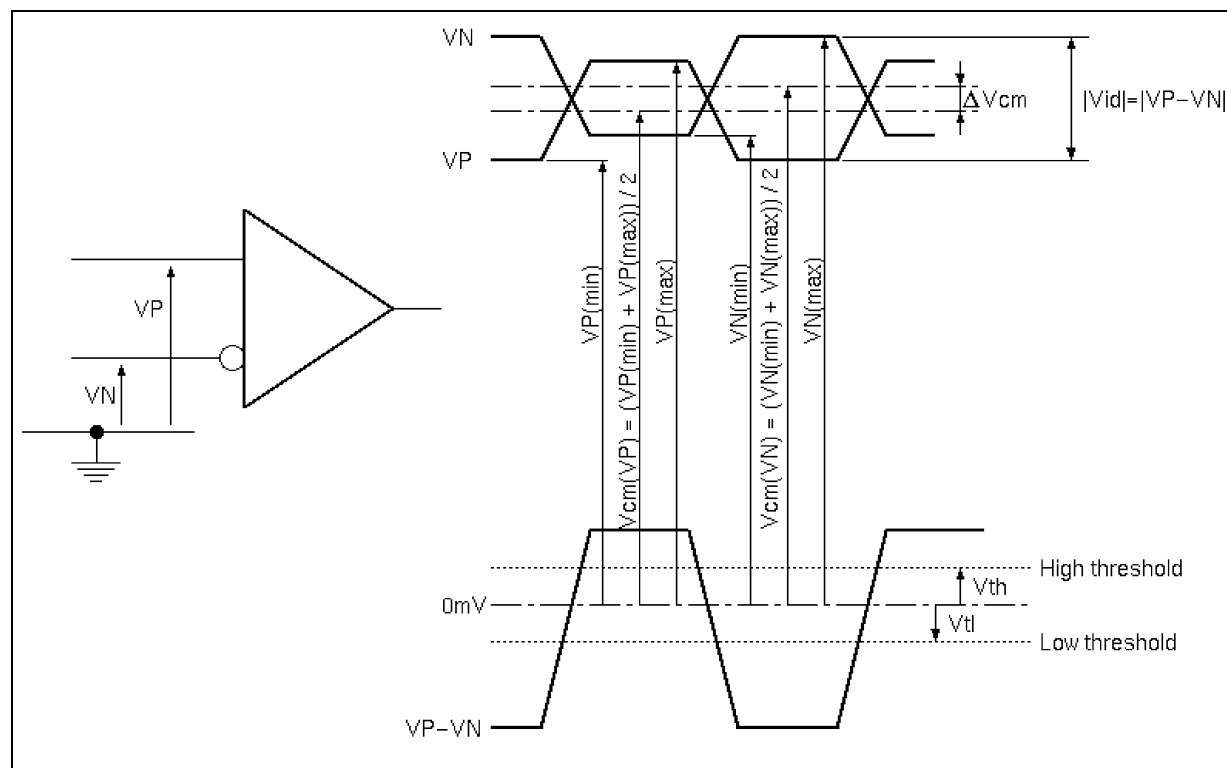 VN
VP
ΔVcm
|Vid|=|VP−VN|
VP
VN
VP(min)
Vcm(VP) = (VP(min) + VP(max)) / 2
VP(max)
VN(min)
Vcm(VN) = (VN(min) + VN(max)) / 2
VN(max)
High threshold
Vth
0mV
Vtl
Low threshold
VP−VN